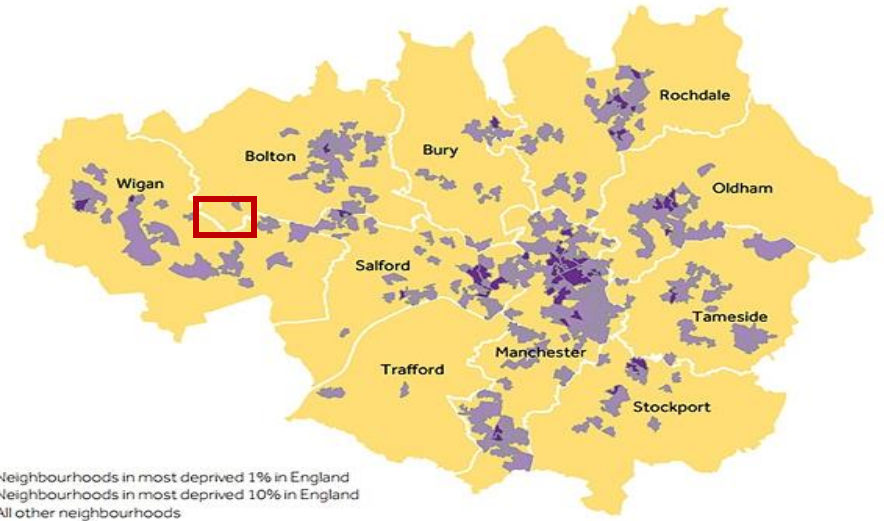 Rochdale
Bury
Bolton
Wigan
Oldham
Salford
Tameside
Manchester
Trafford
Stockport
Neighbourhoods in most deprived 1% in England
Neighbourhoods in most deprived 10% in England
All other neighbourhoods